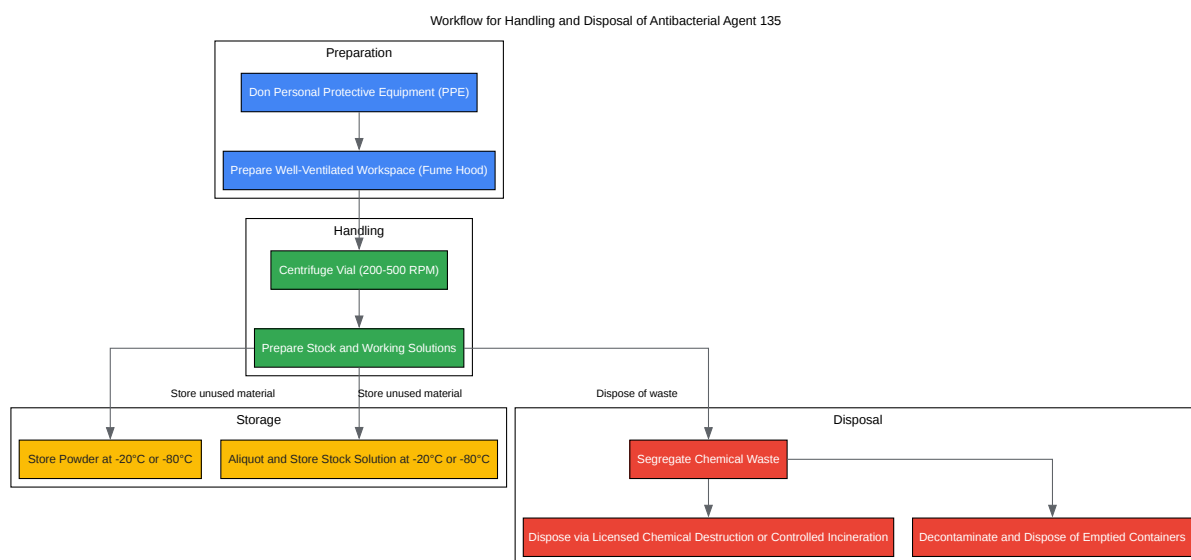 Workflow for Handling and Disposal of Antibacterial Agent 135
Preparation
Don Personal Protective Equipment (PPE)
Prepare Well-Ventilated Workspace (Fume Hood)
Handling
Centrifuge Vial (200-500 RPM)
Prepare Stock and Working Solutions
Store unused material
Store unused material
Dispose of waste
Storage
Store Powder at -20°C or -80°C
Aliquot and Store Stock Solution at -20°C or -80°C
Disposal
Segregate Chemical Waste
Dispose via Licensed Chemical Destruction or Controlled Incineration
Decontaminate and Dispose of Emptied Containers